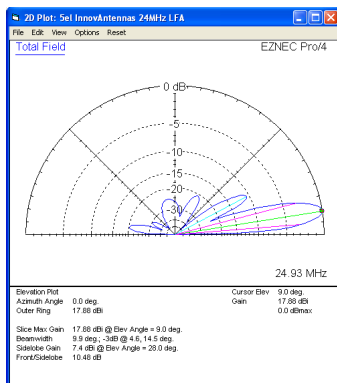 2D Plot: 5el InnovAntennas 24MHz LFA
File Edit View Options Reset
Total Field EZNEC Pro/4
0 dB
-5
-10
-15
-20
-30
24.93 MHz
Elevation Plot Cursor Elev 9.0 deg.
Azimuth Angle 0.0 deg. Gain 17.88 dBi
Outer Ring 17.88 dBi 0.0 dBmax
Slice Max Gain 17.88 dBi @ Elev Angle = 9.0 deg.
Beamwidth 9.9 deg.; -3dB @ 4.6, 14.5 deg.
Sidelobe Gain 7.4 dBi @ Elev Angle = 28.0 deg.
Front/Sidelobe 10.48 dB